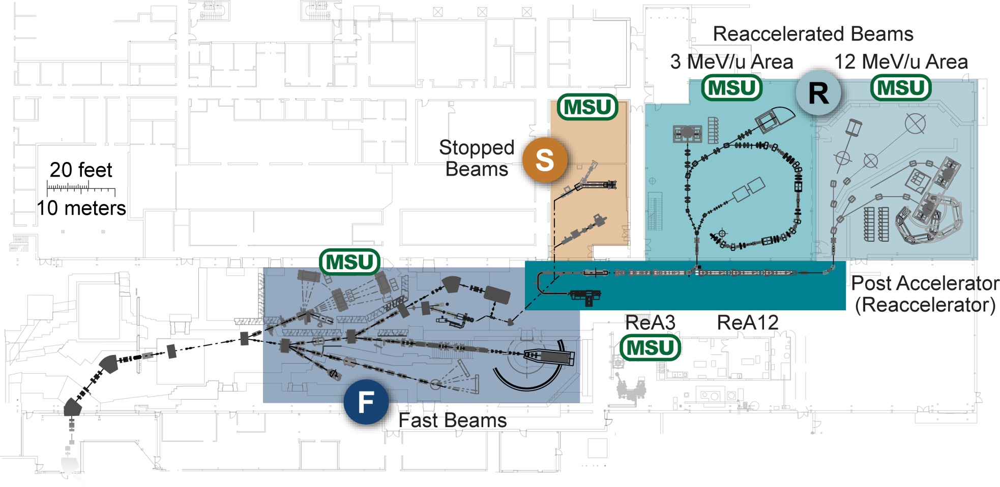 Reaccelerated Beams
3 MeV/u Area
12 MeV/u Area
MSU
R
MSU
MSU
Stopped
Beams
S
20 feet
10 meters
MSU
Post Accelerator
(Reaccelerator)
ReA3
ReA12
MSU
F
Fast Beams